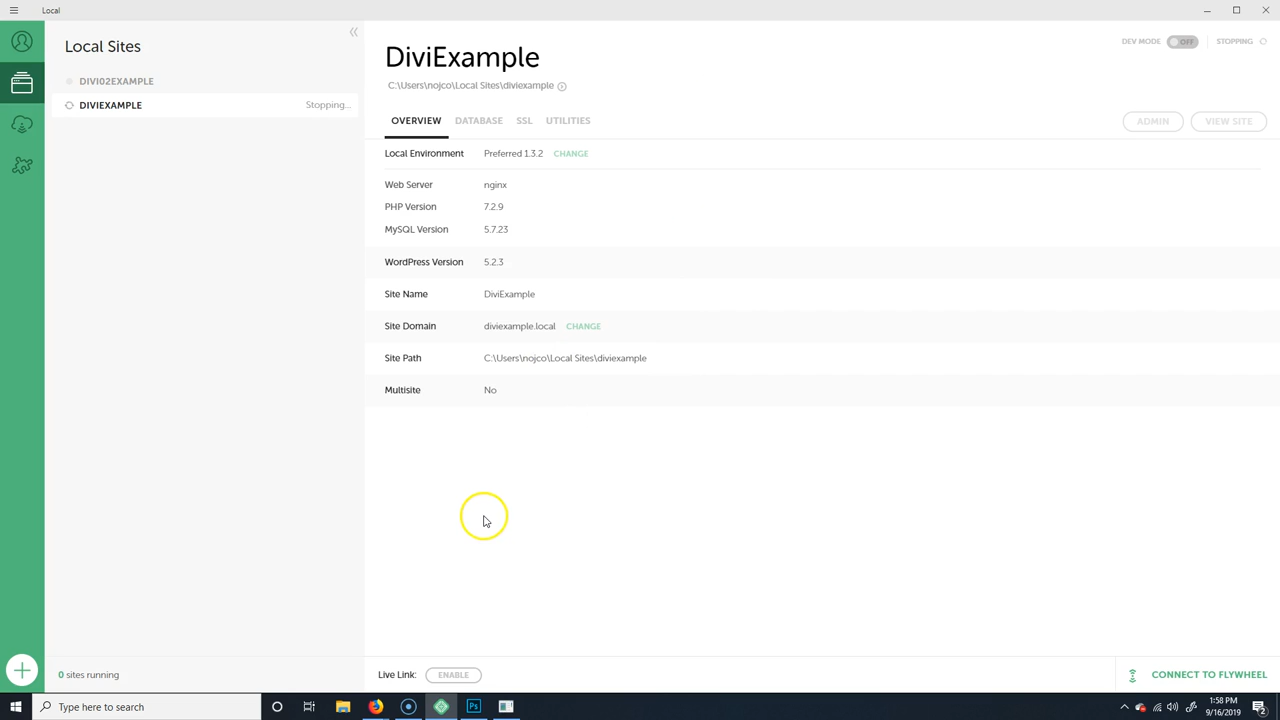 Local
Local Sites
DIVI02EXAMPLE
DIVIEXAMPLE Stopping...
0 sites running
DiviExample
C:\Users\nojco\Local Sites\diviexample
DEV MODE OFF STOPPING
OVERVIEW DATABASE SSL UTILITIES
ADMIN VIEW SITE
Local Environment Preferred 1.3.2 CHANGE
Web Server nginx
PHP Version 7.2.9
MySQL Version 5.7.23
WordPress Version 5.2.3
Site Name DiviExample
Site Domain diviexample.local CHANGE
Site Path C:\Users\nojco\Local Sites\diviexample
Multisite No
Live Link: ENABLE
CONNECT TO FLYWHEEL
Type here to search
Ps
1:58 PM
9/16/2019
2